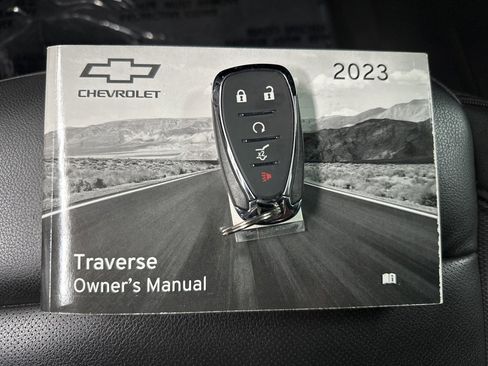 CHEVROLET
2023
Traverse
Owner's Manual